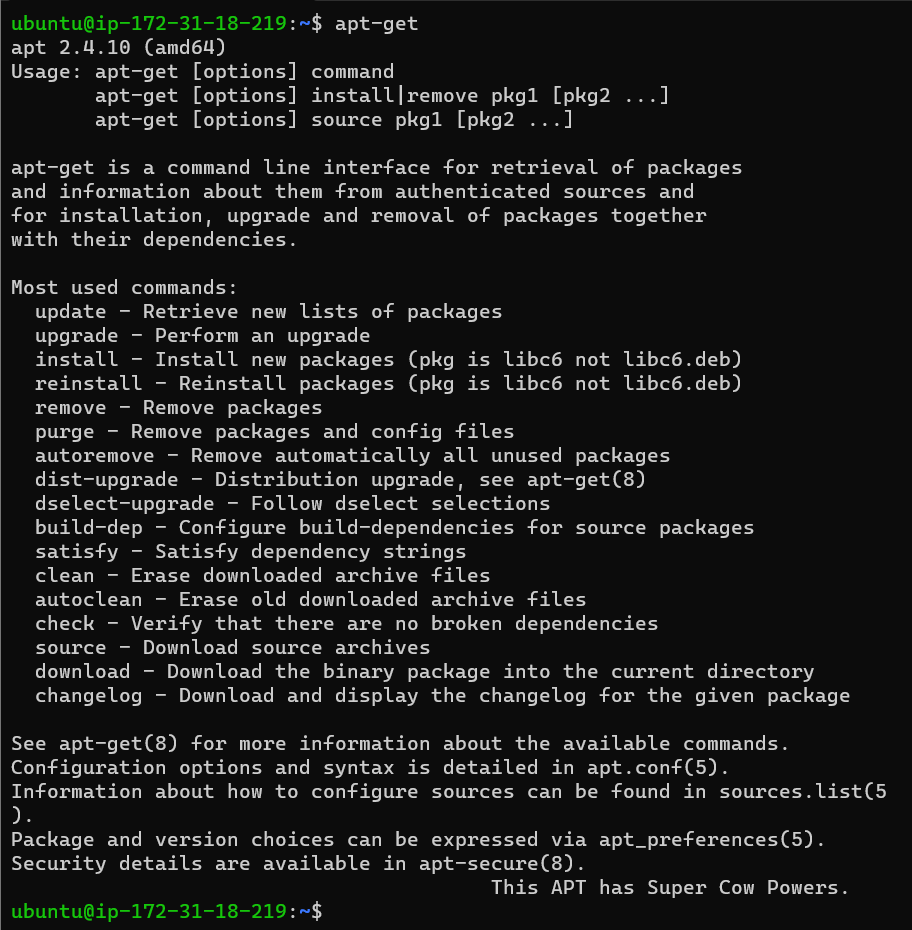 ubuntu@ip-172-31-18-219:~$ apt-get
apt 2.4.10 (amd64)
Usage: apt-get [options] command
       apt-get [options] install|remove pkg1 [pkg2 ...]
       apt-get [options] source pkg1 [pkg2 ...]

apt-get is a command line interface for retrieval of packages
and information about them from authenticated sources and
for installation, upgrade and removal of packages together
with their dependencies.

Most used commands:
  update - Retrieve new lists of packages
  upgrade - Perform an upgrade
  install - Install new packages (pkg is libc6 not libc6.deb)
  reinstall - Reinstall packages (pkg is libc6 not libc6.deb)
  remove - Remove packages
  purge - Remove packages and config files
  autoremove - Remove automatically all unused packages
  dist-upgrade - Distribution upgrade, see apt-get(8)
  dselect-upgrade - Follow dselect selections
  build-dep - Configure build-dependencies for source packages
  satisfy - Satisfy dependency strings
  clean - Erase downloaded archive files
  autoclean - Erase old downloaded archive files
  check - Verify that there are no broken dependencies
  source - Download source archives
  download - Download the binary package into the current directory
  changelog - Download and display the changelog for the given package

See apt-get(8) for more information about the available commands.
Configuration options and syntax is detailed in apt.conf(5).
Information about how to configure sources can be found in sources.list(5
).
Package and version choices can be expressed via apt_preferences(5).
Security details are available in apt-secure(8).
                                        This APT has Super Cow Powers.
ubuntu@ip-172-31-18-219:~$